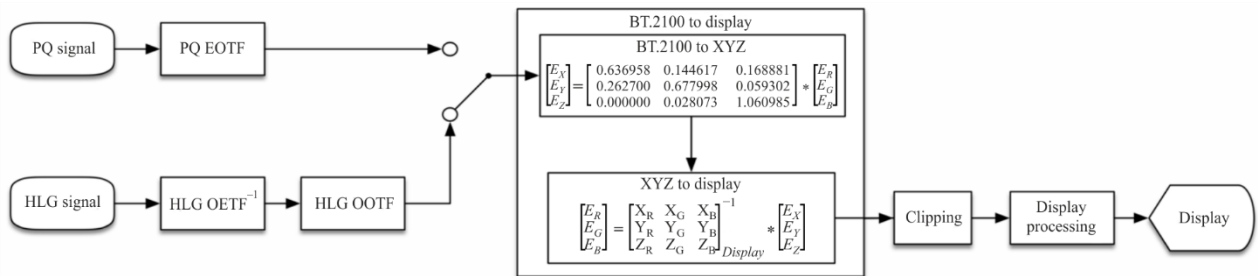 BT.2100 to display
BT.2100 to XYZ
PQ signal
PQ EOTF
[E_X E_Y E_Z] = [0.636958 0.144617 0.168881
0.262700 0.677998 0.059302
0.000000 0.028073 1.060985] * [E_R E_G E_B]
HLG signal
HLG OETF⁻¹
HLG OOTF
XYZ to display
[E_R E_G E_B] = [X_R X_G X_B
Y_R Y_G Y_B
Z_R Z_G Z_B]⁻¹ Display * [E_X E_Y E_Z]
Clipping
Display
processing
Display